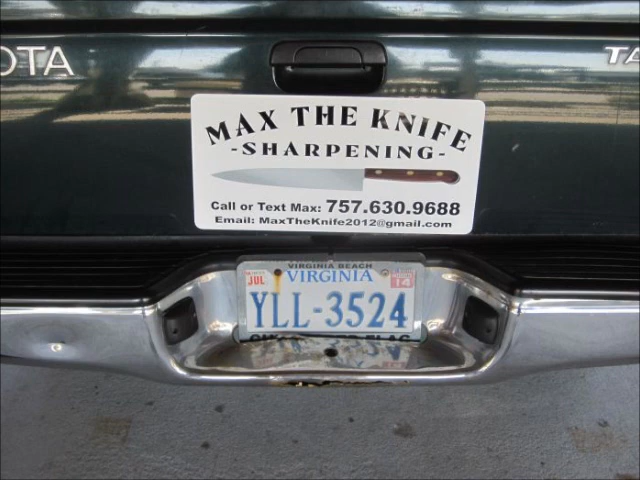 OTA
TA
MAX THE KNIFE
-SHARPENING-
Call or Text Max: 757.630.9688
Email: MaxTheKnife2012@gmail.com
VIRGINIA BEACH
JUL VIRGINIA 14
YLL-3524